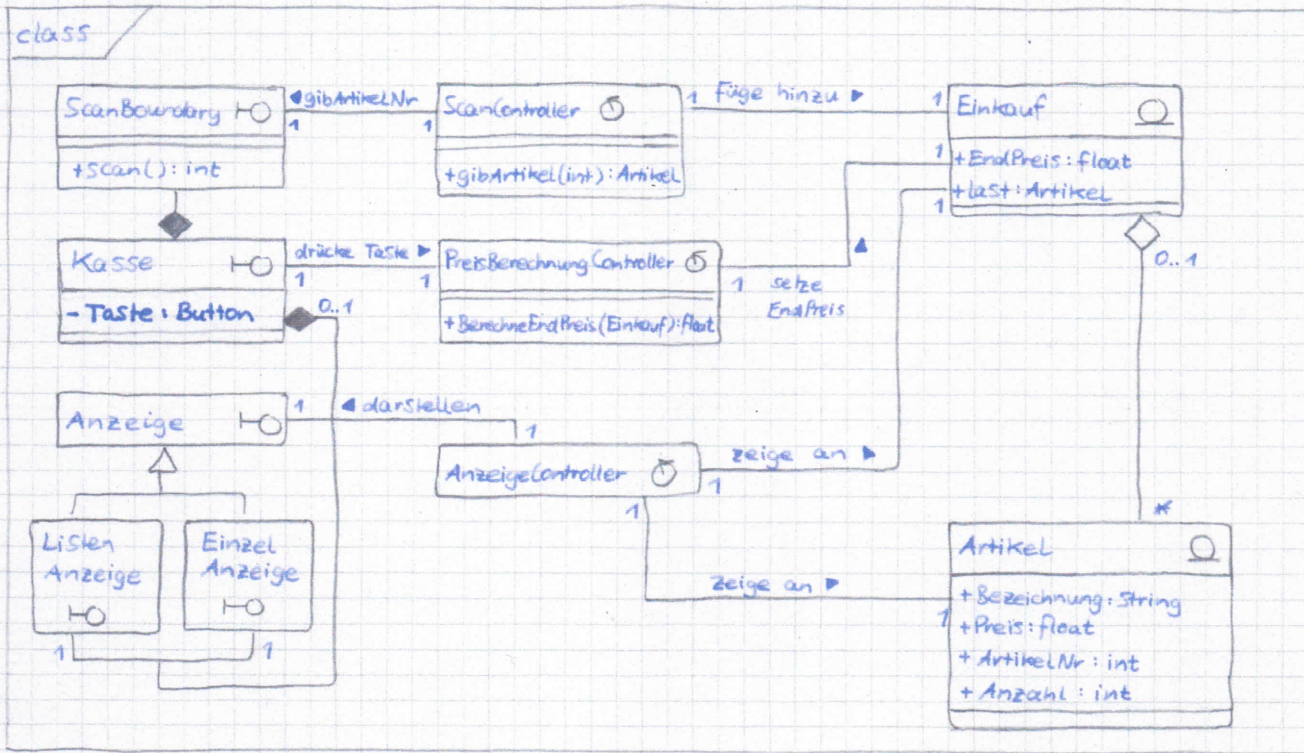 class
ScanBoundary
+scan(): int
◄gibArtikelNr
1
1
ScanController
+gibArtikel(int): Artikel
1 Füge hinzu ► 1
Einkauf
+EndPreis: float
+last: Artikel
1
1
0..1
Kasse
- Taste: Button
drücke Taste ►
1
1
0..1
PreisBerechnungController
+BerechneEndPreis(Einkauf): float
1 setze
EndPreis
▲
Anzeige
1 ◄ darstellen
1
AnzeigeController
zeige an ►
1
1
zeige an ►
1
Listen
Anzeige
Einzel
Anzeige
1
1
*
Artikel
+Bezeichnung: String
+Preis: float
+ ArtikelNr: int
+ Anzahl: int